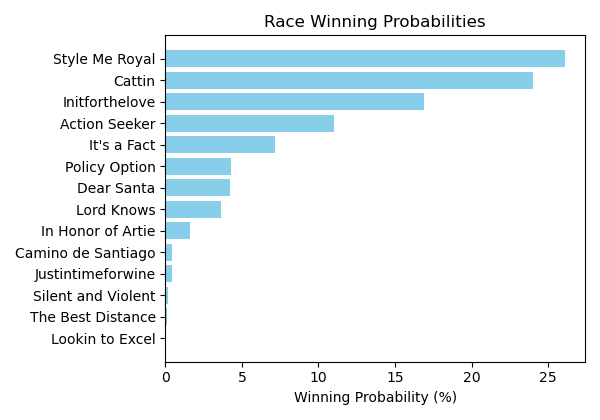 Race Winning Probabilities
Style Me Royal
Cattin
Initforthelove
Action Seeker
It's a Fact
Policy Option
Dear Santa
Lord Knows
In Honor of Artie
Camino de Santiago
Justintimeforwine
Silent and Violent
The Best Distance
Lookin to Excel
0 5 10 15 20 25
Winning Probability (%)